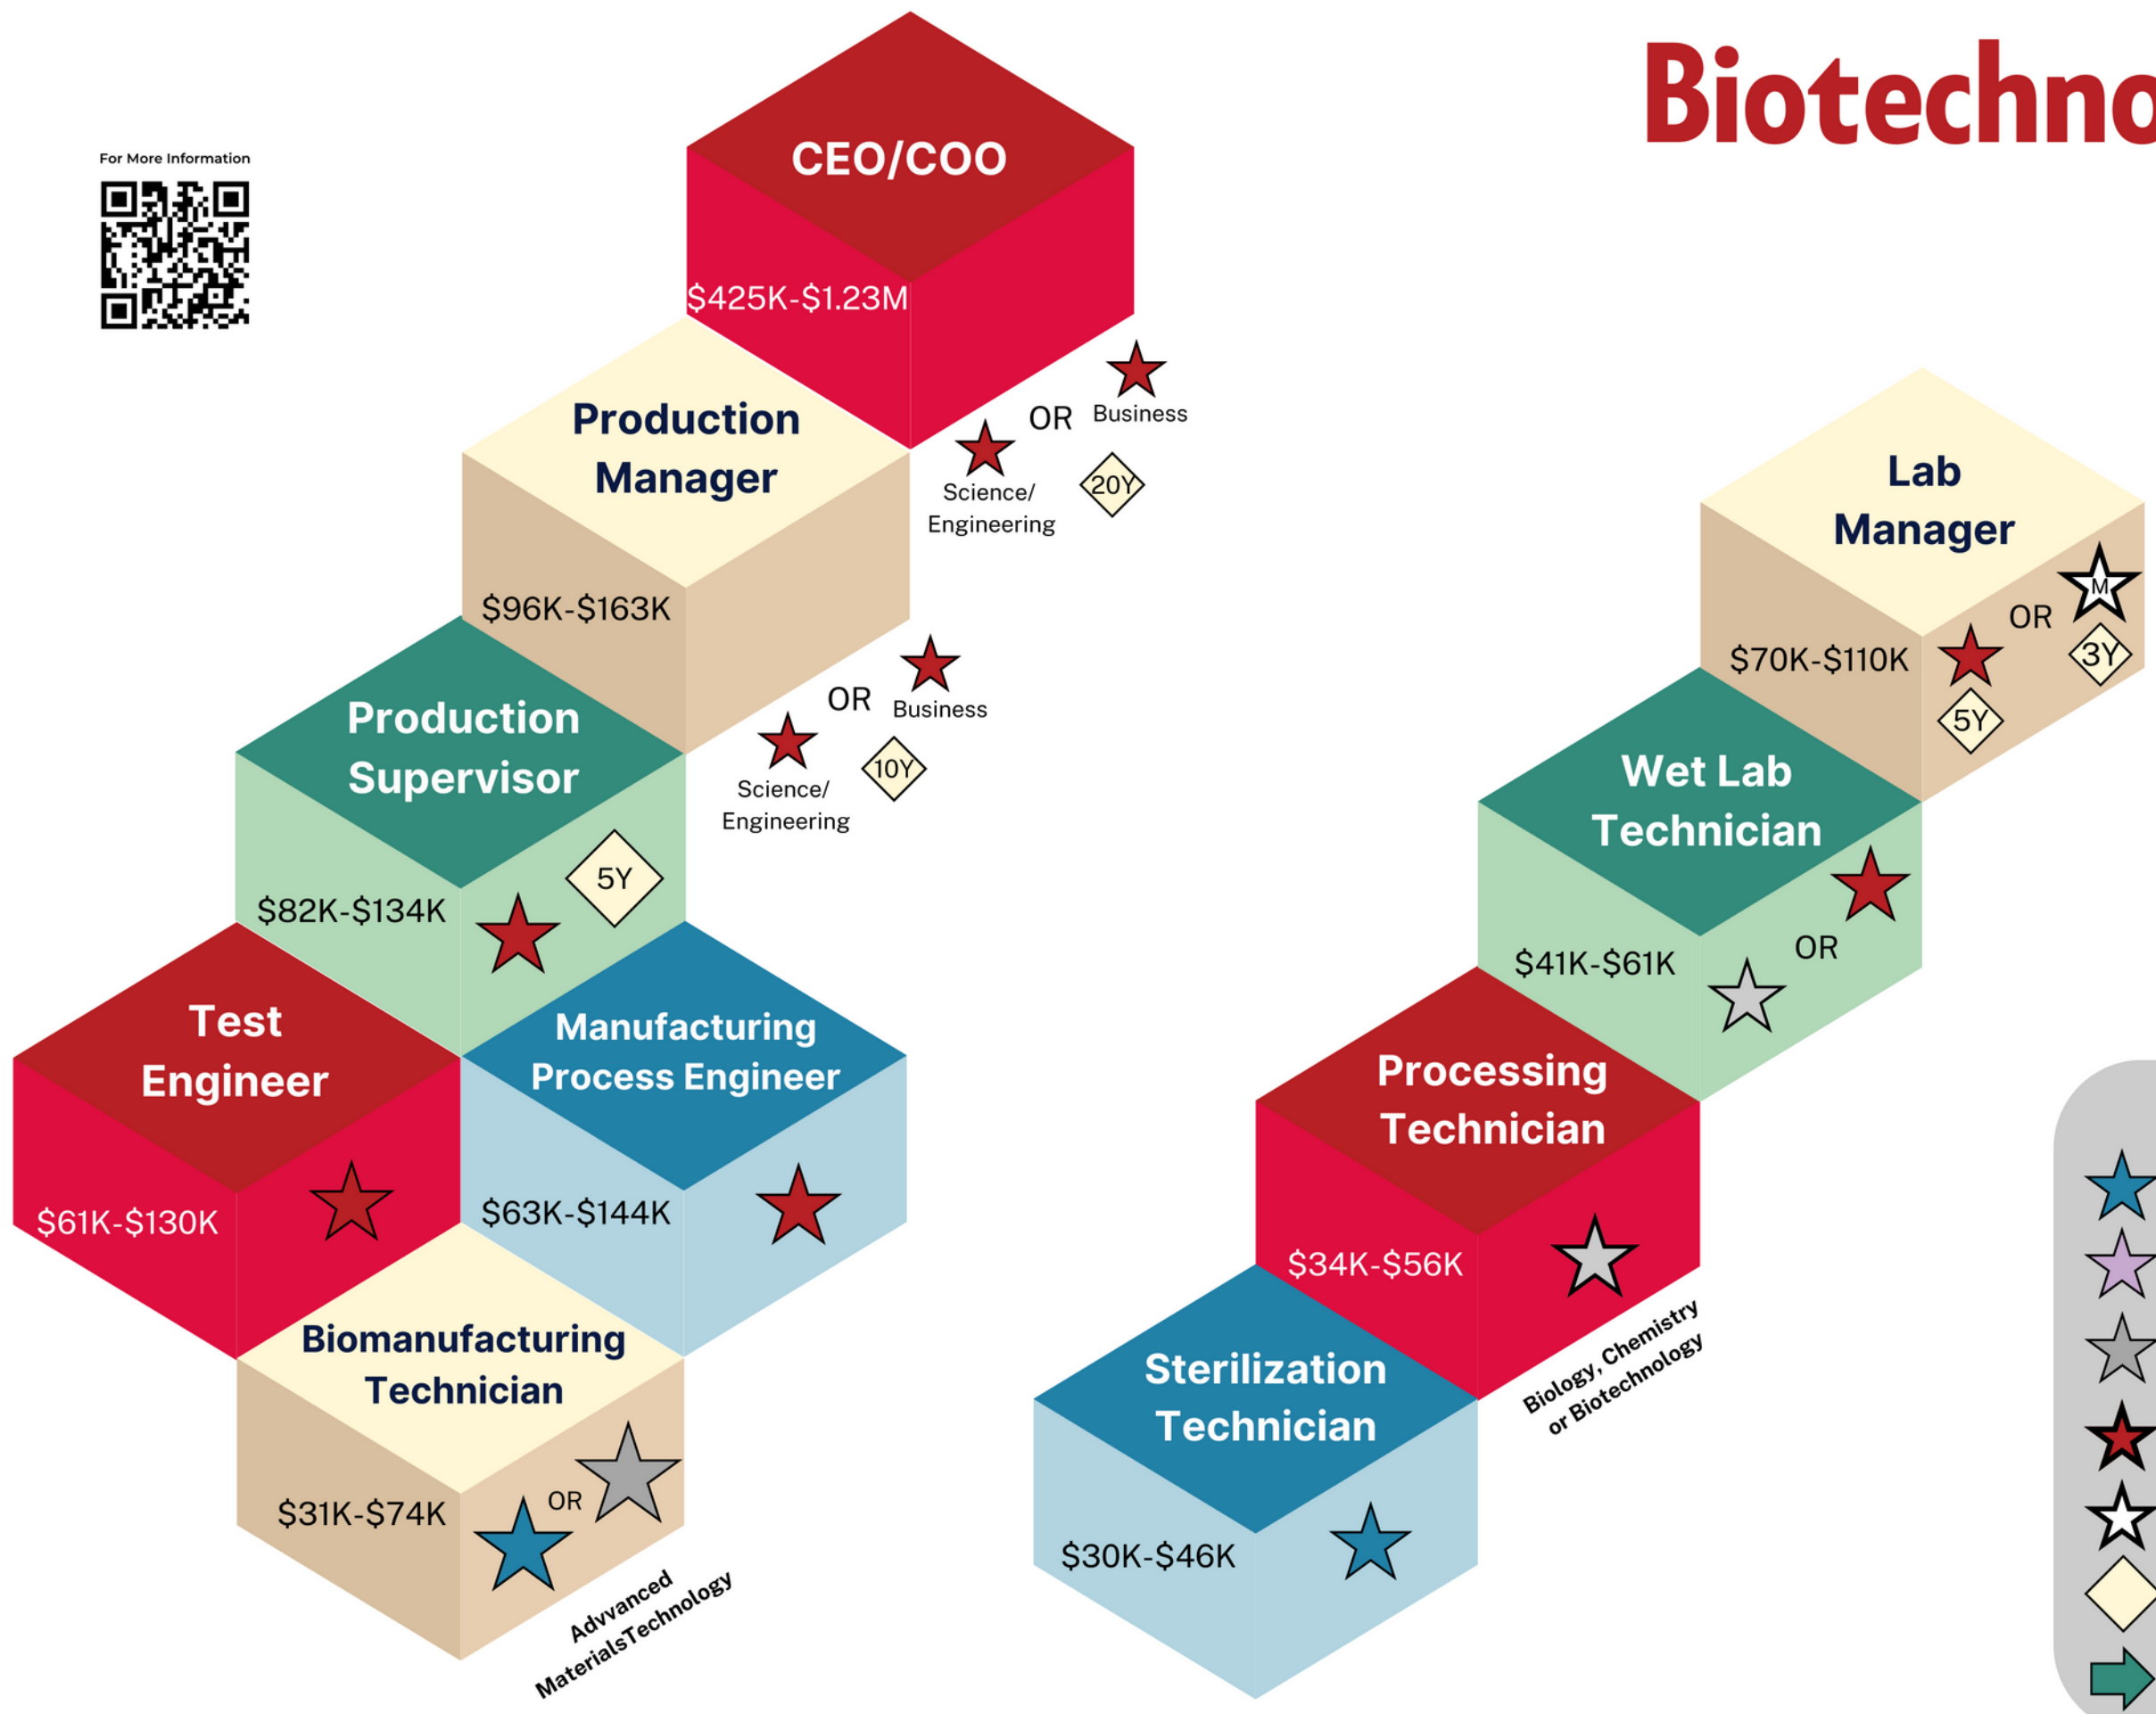 Biotechno
For More Information
CEO/COO
$425K-$1.23M
Business
OR
Science/
Engineering
20Y
Production
Manager
$96K-$163K
Business
OR
Science/
Engineering
10Y
Production
Supervisor
$82K-$134K
5Y
Test
Engineer
$61K-$130K
Manufacturing
Process Engineer
$63K-$144K
Biomanufacturing
Technician
$31K-$74K
OR
Advvanced
MaterialsTechnology
Lab
Manager
$70K-$110K
M
OR
3Y
5Y
Wet Lab
Technician
$41K-$61K
OR
Processing
Technician
$34K-$56K
Biology, Chemistry
or Biotechnology
Sterilization
Technician
$30K-$46K